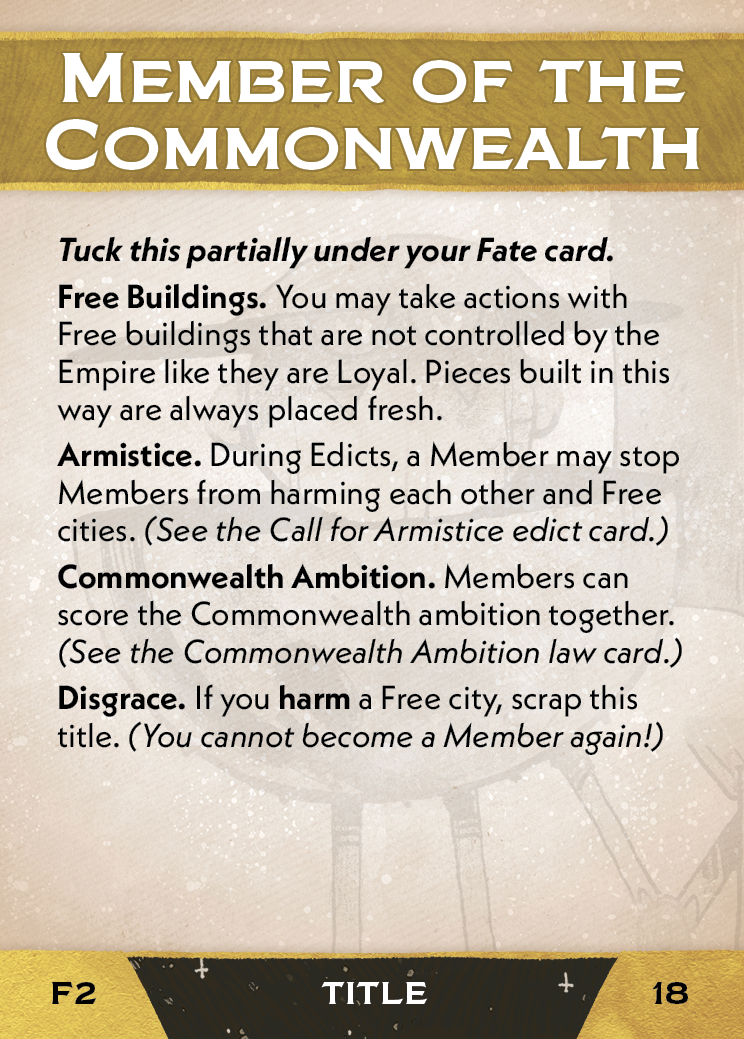 Member of the
Commonwealth
Tuck this partially under your Fate card.
Free Buildings. You may take actions with
Free buildings that are not controlled by the
Empire like they are Loyal. Pieces built in this
way are always placed fresh.
Armistice. During Edicts, a Member may stop
Members from harming each other and Free
cities. (See the Call for Armistice edict card.)
Commonwealth Ambition. Members can
score the Commonwealth ambition together.
(See the Commonwealth Ambition law card.)
Disgrace. If you harm a Free city, scrap this
title. (You cannot become a Member again!)
F2 TITLE 18